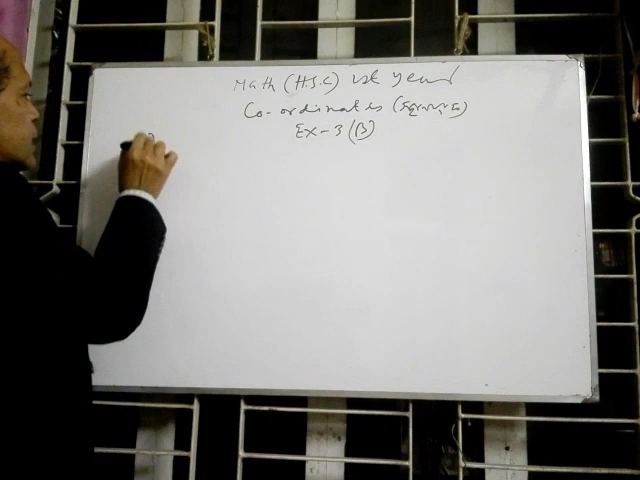 Math (H.S.C) 1st year
Co-ordinates
Ex-3(B)